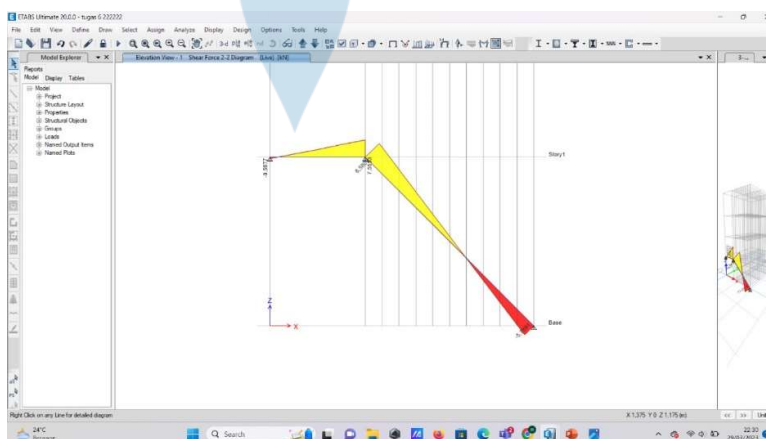 ETABS Ultimate 20.0.0 - tugas 6 222222
File Edit View Define Draw Select Assign Analyze Display Design Options Tools Help
Model Explorer
Elevation View - 1 Shear Force 2-2 Diagram (Live) [kN]
Reports
Model Display Tables
Model
Project
Structure Layout
Properties
Structural Objects
Groups
Loads
Named Output Items
Named Plots
Story1
Z
X
Base
Right Click on any Line for detailed diagram
X 1.375 Y 0 Z 1.175 (m)
24°C
Search
22:30